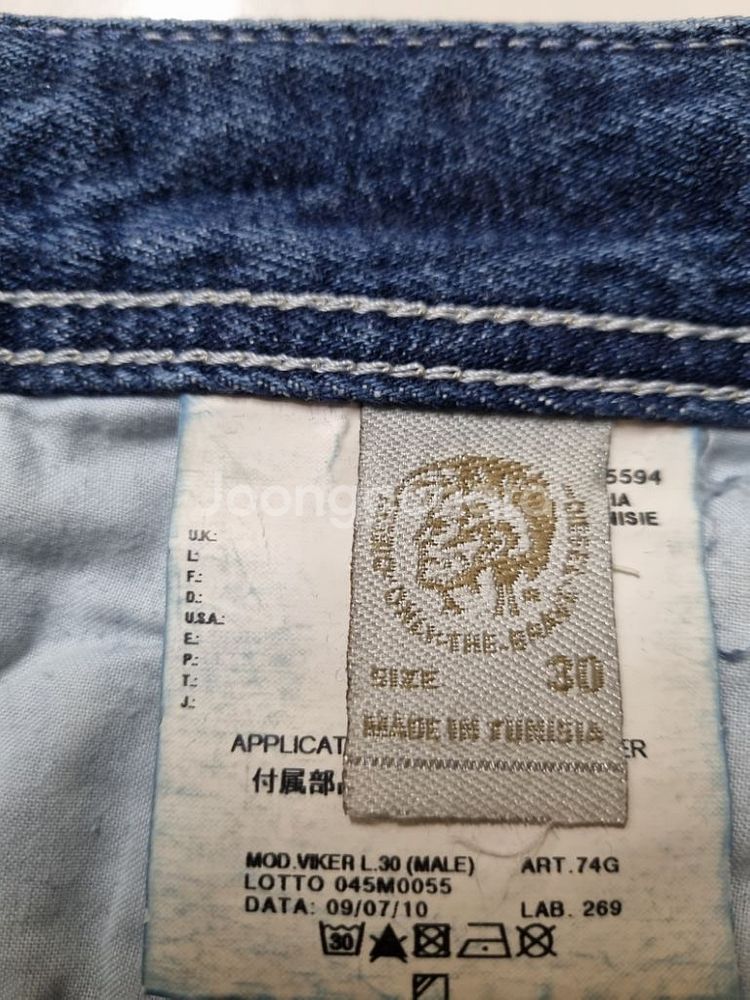 5594
IA
NISIE
U.K.:
L:
F.:
D.:
U.S.A.:
E.:
P.:
T.:
J.:
DIESEL
ONLY-THE-BRAVE
SIZE 30
MADE IN TUNISIA
APPLICAT ER
付属部
MOD.VIKER L.30 (MALE) ART.74G
LOTTO 045M0055
DATA: 09/07/10 LAB. 269
30